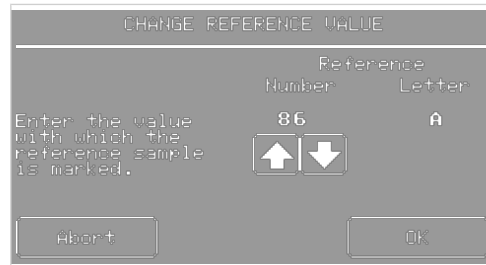 CHANGE REFERENCE VALUE
Reference
Number Letter
86 A
Enter the value
with which the
reference sample
is marked.
Abort OK